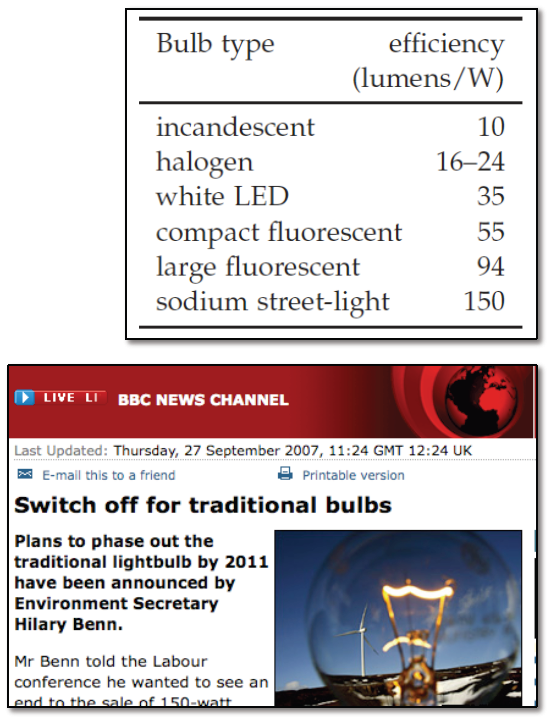 Bulb type efficiency
(lumens/W)
incandescent 10
halogen 16–24
white LED 35
compact fluorescent 55
large fluorescent 94
sodium street-light 150
LIVE LI BBC NEWS CHANNEL
Last Updated: Thursday, 27 September 2007, 11:24 GMT 12:24 UK
E-mail this to a friend Printable version
Switch off for traditional bulbs
Plans to phase out the
traditional lightbulb by 2011
have been announced by
Environment Secretary
Hilary Benn.
Mr Benn told the Labour
conference he wanted to see an
end to the sale of 150-watt